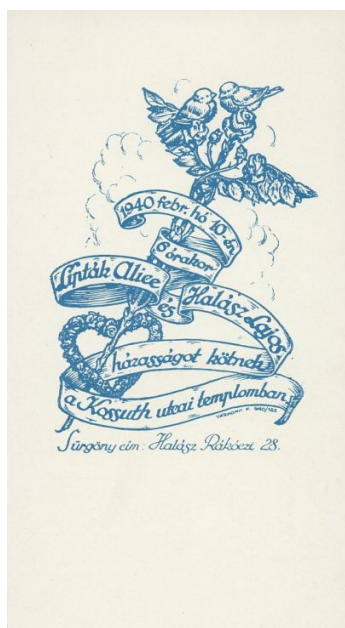 1940 febr. hó 10-én
6 órakor
Lipták Alice
és
Halász Lajos
házasságot kötnek
a Kossuth utcai templomban.
Sürgöny cím: Halász Rákóczi 28.